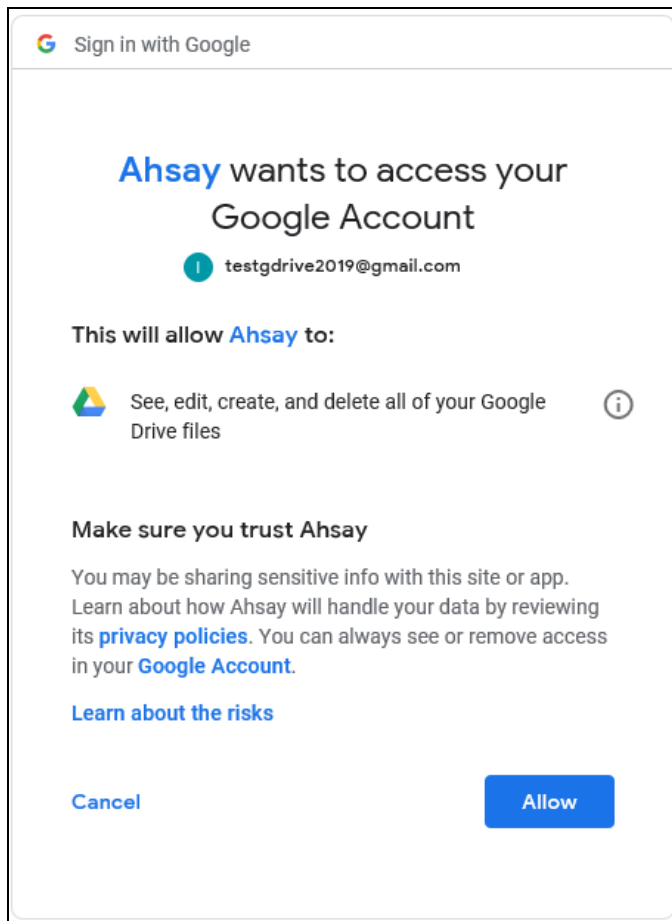 Sign in with Google
Ahsay wants to access your
Google Account
I testgdrive2019@gmail.com
This will allow Ahsay to:
See, edit, create, and delete all of your Google
Drive files
Make sure you trust Ahsay
You may be sharing sensitive info with this site or app.
Learn about how Ahsay will handle your data by reviewing
its privacy policies. You can always see or remove access
in your Google Account.
Learn about the risks
Cancel Allow